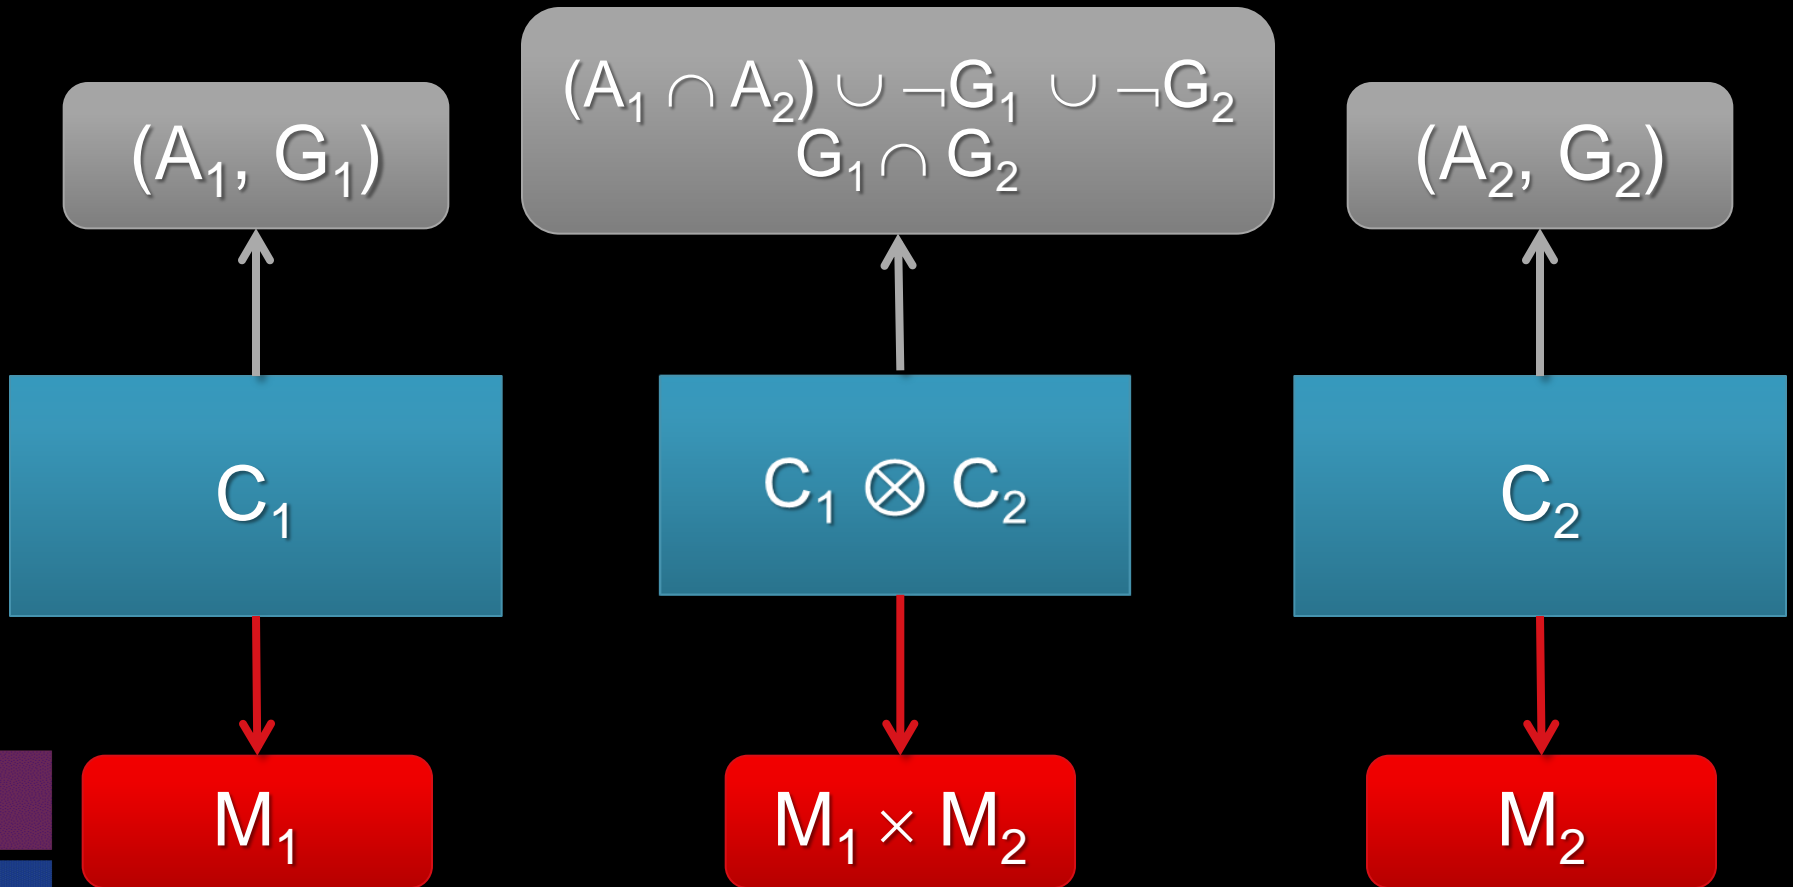 (A₁, G₁)
(A₁ ∩ A₂) ∪ ¬G₁ ∪ ¬G₂
G₁ ∩ G₂
(A₂, G₂)
C₁
C₁ ⊗ C₂
C₂
M₁
M₁ × M₂
M₂